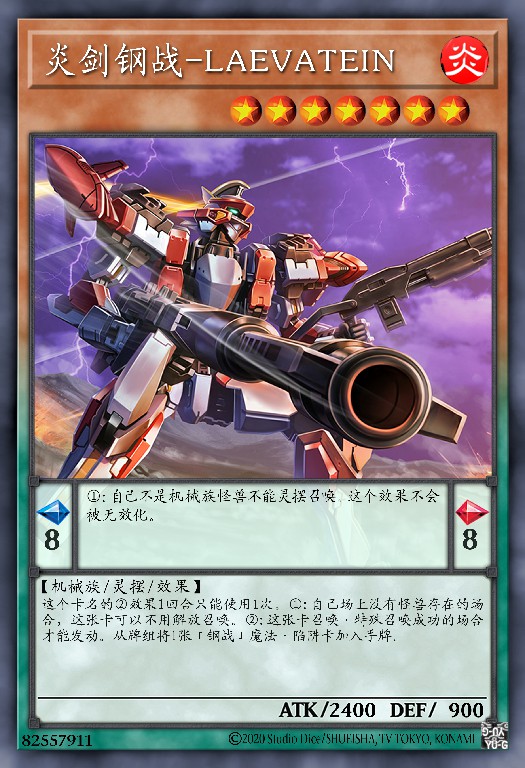 炎剑钢战-LAEVATEIN
炎
①：自己不是机械族怪兽不能灵摆召唤，这个效果不会
被无效化。
8
8
【机械族/灵摆/效果】
这个卡名的②效果1回合只能使用1次。①：自己场上没有怪兽存在的场
合，这张卡可以不用解放召唤。②：这张卡召唤·特殊召唤成功的场合
才能发动。从牌组将1张「钢战」魔法·陷阱卡加入手牌。
ATK/2400 DEF/ 900
82557911
©2020 Studio Dice/SHUEISHA, TV TOKYO, KONAMI